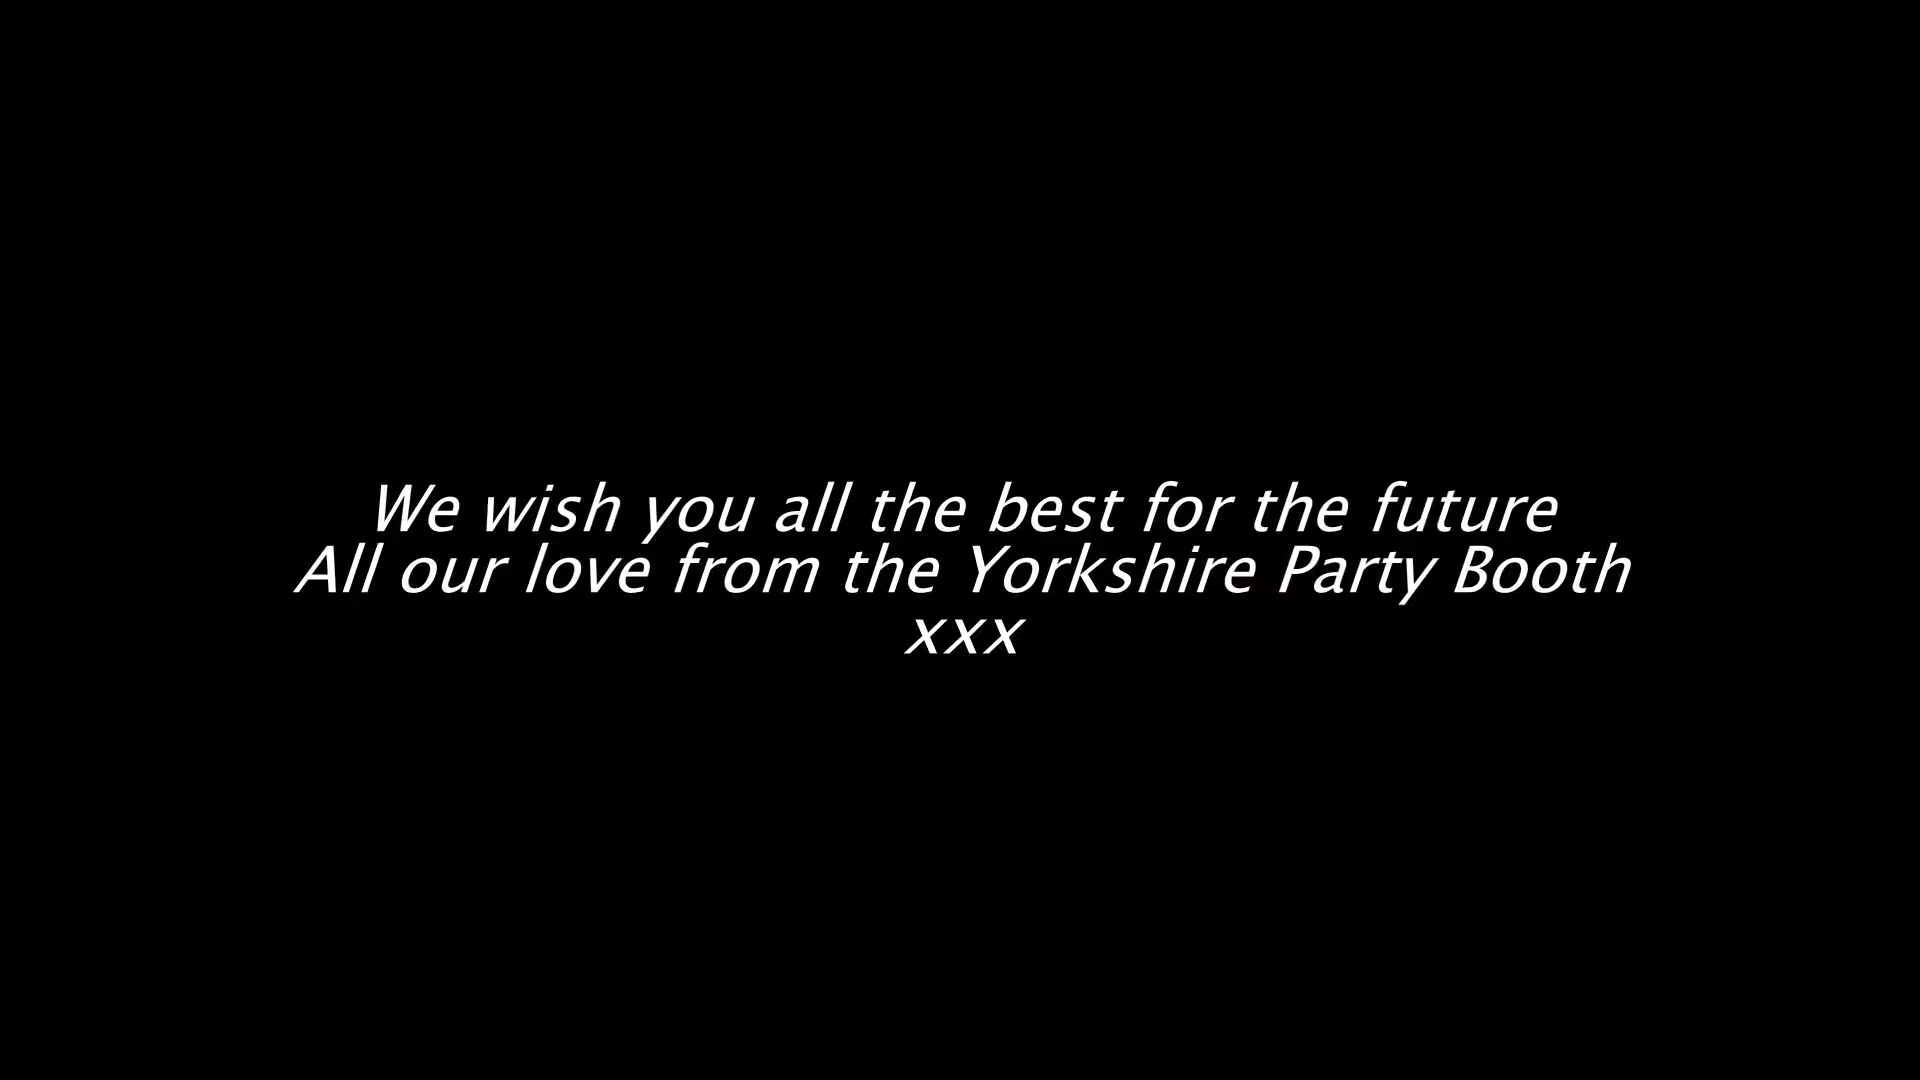 We wish you all the best for the future
All our love from the Yorkshire Party Booth
xxx